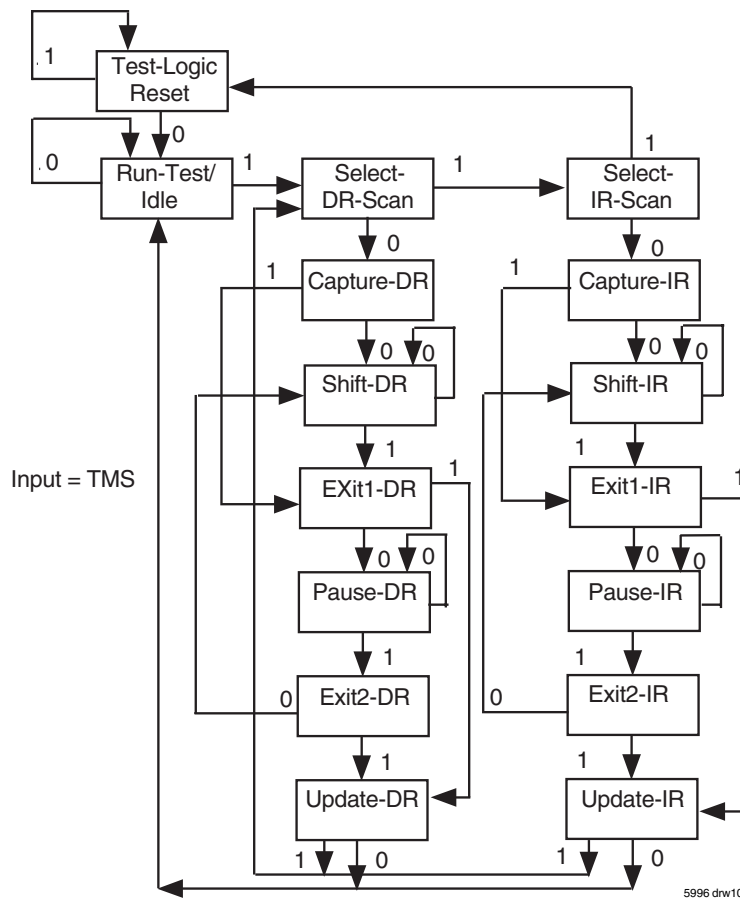 1
Test-Logic
Reset
0
0
Run-Test/
Idle
1
Select-
DR-Scan
1
Select-
IR-Scan
1
0
0
1
Capture-DR
1
Capture-IR
0
0
0
0
Shift-DR
Shift-IR
1
1
Input = TMS
EXit1-DR
1
Exit1-IR
1
0
0
0
0
Pause-DR
Pause-IR
1
1
0
Exit2-DR
0
Exit2-IR
1
1
Update-DR
Update-IR
1
0
1
0
5996 drw10